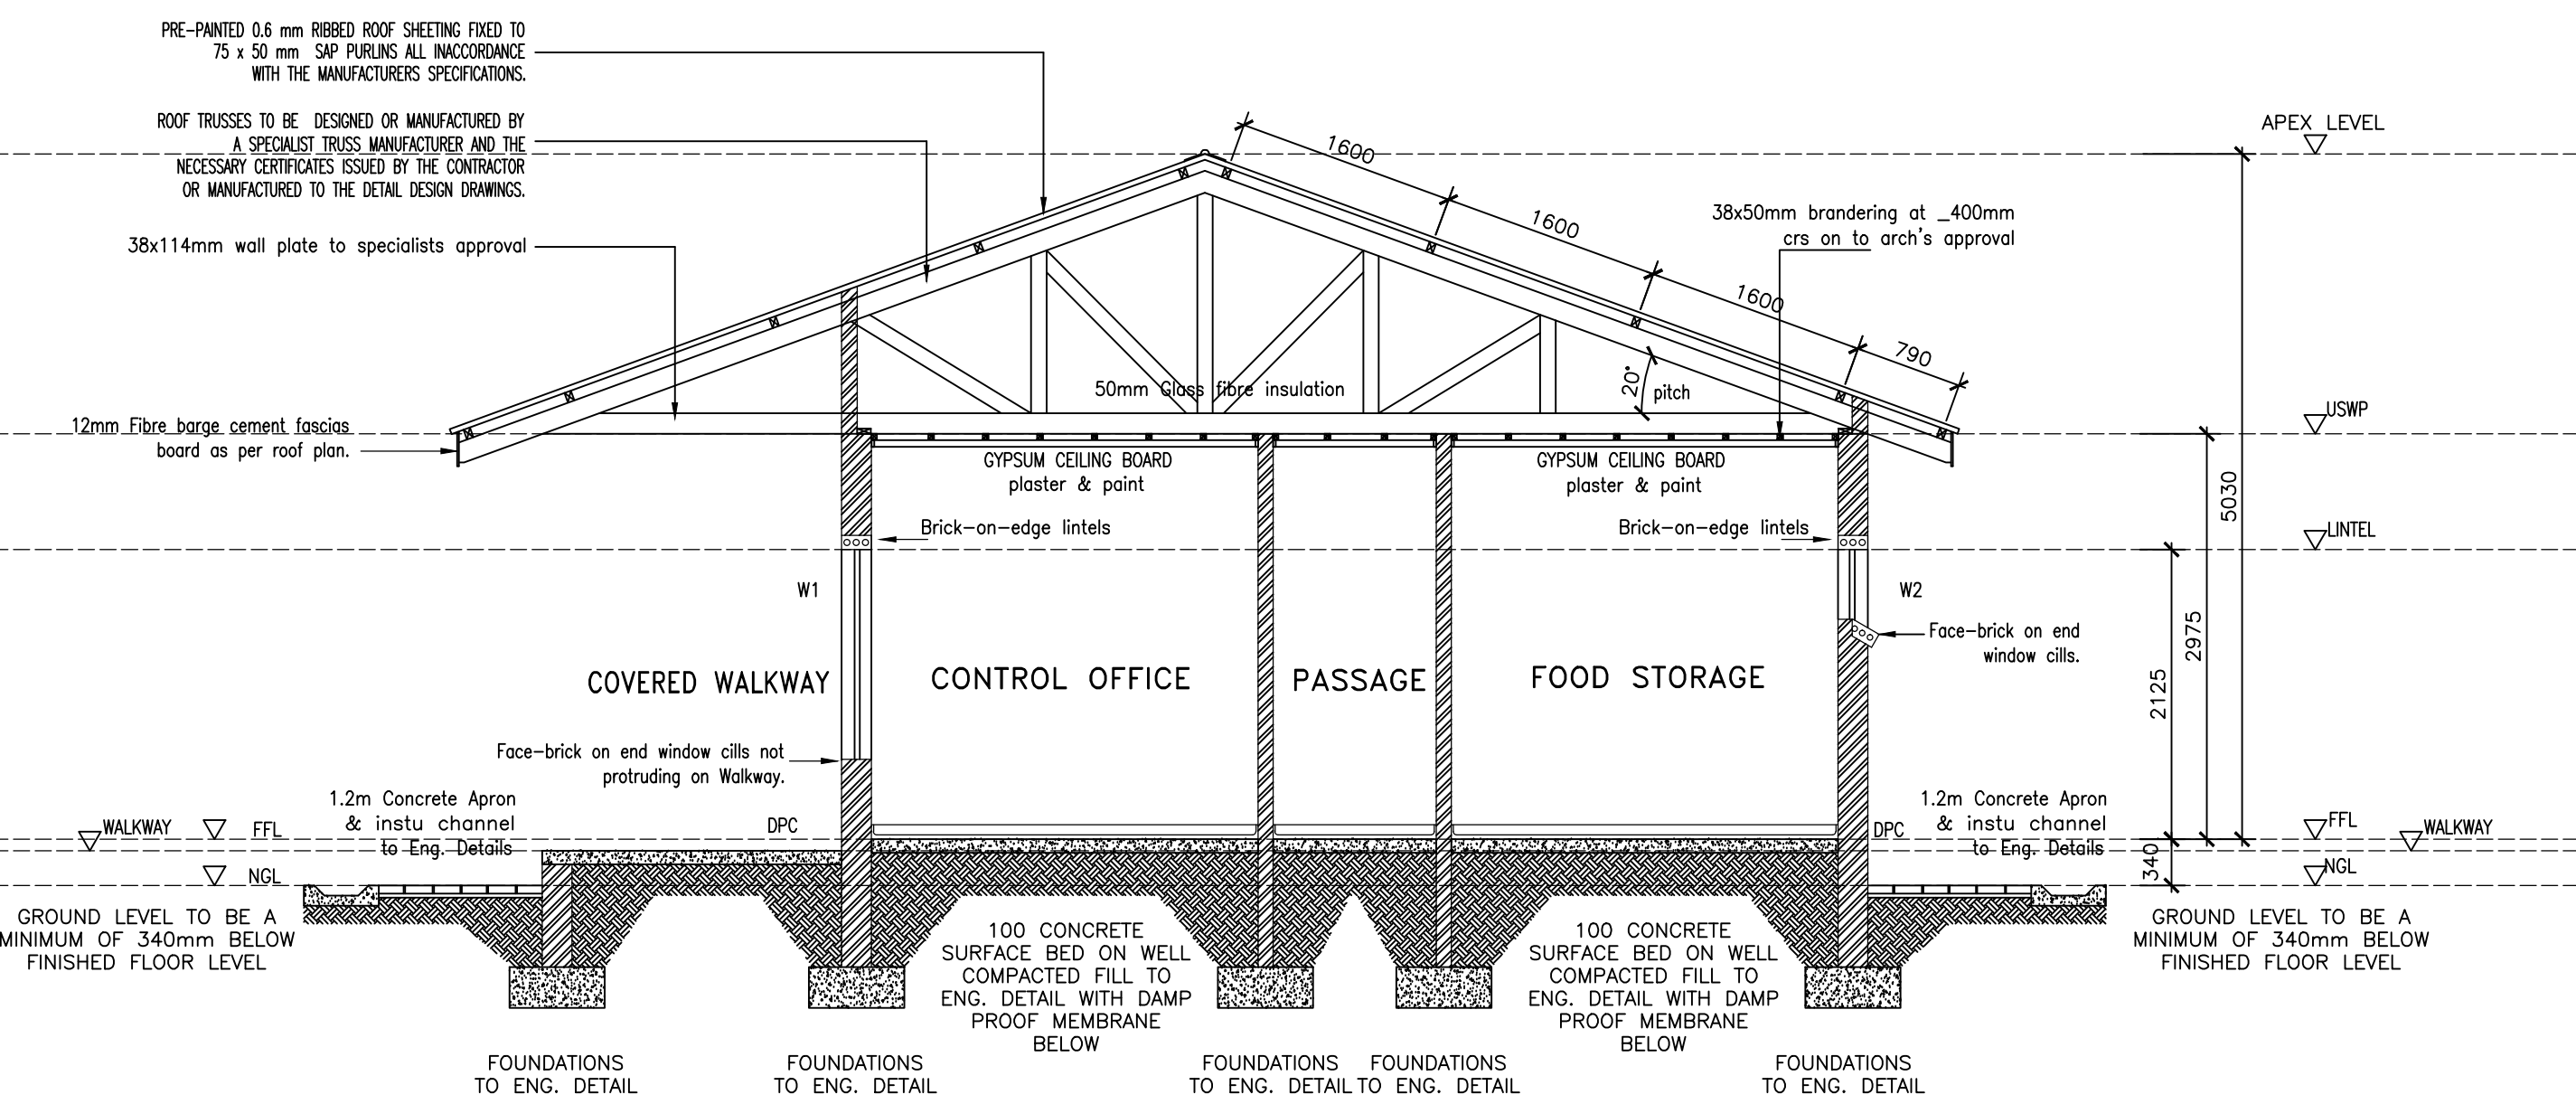 PRE-PAINTED 0.6 mm RIBBED ROOF SHEETING FIXED TO
75 x 50 mm SAP PURLINS ALL INACCORDANCE
WITH THE MANUFACTURERS SPECIFICATIONS.
ROOF TRUSSES TO BE DESIGNED OR MANUFACTURED BY
A SPECIALIST TRUSS MANUFACTURER AND THE
NECESSARY CERTIFICATES ISSUED BY THE CONTRACTOR
OR MANUFACTURED TO THE DETAIL DESIGN DRAWINGS.
38x114mm wall plate to specialists approval
12mm Fibre barge cement fascias
board as per roof plan.
1600
1600
1600
790
38x50mm brandering at _400mm
crs on to arch's approval
APEX LEVEL
50mm Glass fibre insulation
20°
pitch
USWP
GYPSUM CEILING BOARD
plaster & paint
GYPSUM CEILING BOARD
plaster & paint
5030
Brick-on-edge lintels
Brick-on-edge lintels
LINTEL
W1
W2
Face-brick on end
window cills.
2975
2125
COVERED WALKWAY
CONTROL OFFICE
PASSAGE
FOOD STORAGE
Face-brick on end window cills not
protruding on Walkway.
1.2m Concrete Apron
& instu channel
to Eng. Details
1.2m Concrete Apron
& instu channel
to Eng. Details
WALKWAY
FFL
DPC
DPC
FFL
WALKWAY
340
NGL
NGL
GROUND LEVEL TO BE A
MINIMUM OF 340mm BELOW
FINISHED FLOOR LEVEL
100 CONCRETE
SURFACE BED ON WELL
COMPACTED FILL TO
ENG. DETAIL WITH DAMP
PROOF MEMBRANE
BELOW
100 CONCRETE
SURFACE BED ON WELL
COMPACTED FILL TO
ENG. DETAIL WITH DAMP
PROOF MEMBRANE
BELOW
GROUND LEVEL TO BE A
MINIMUM OF 340mm BELOW
FINISHED FLOOR LEVEL
FOUNDATIONS
TO ENG. DETAIL
FOUNDATIONS
TO ENG. DETAIL
FOUNDATIONS
TO ENG. DETAIL
FOUNDATIONS
TO ENG. DETAIL
FOUNDATIONS
TO ENG. DETAIL